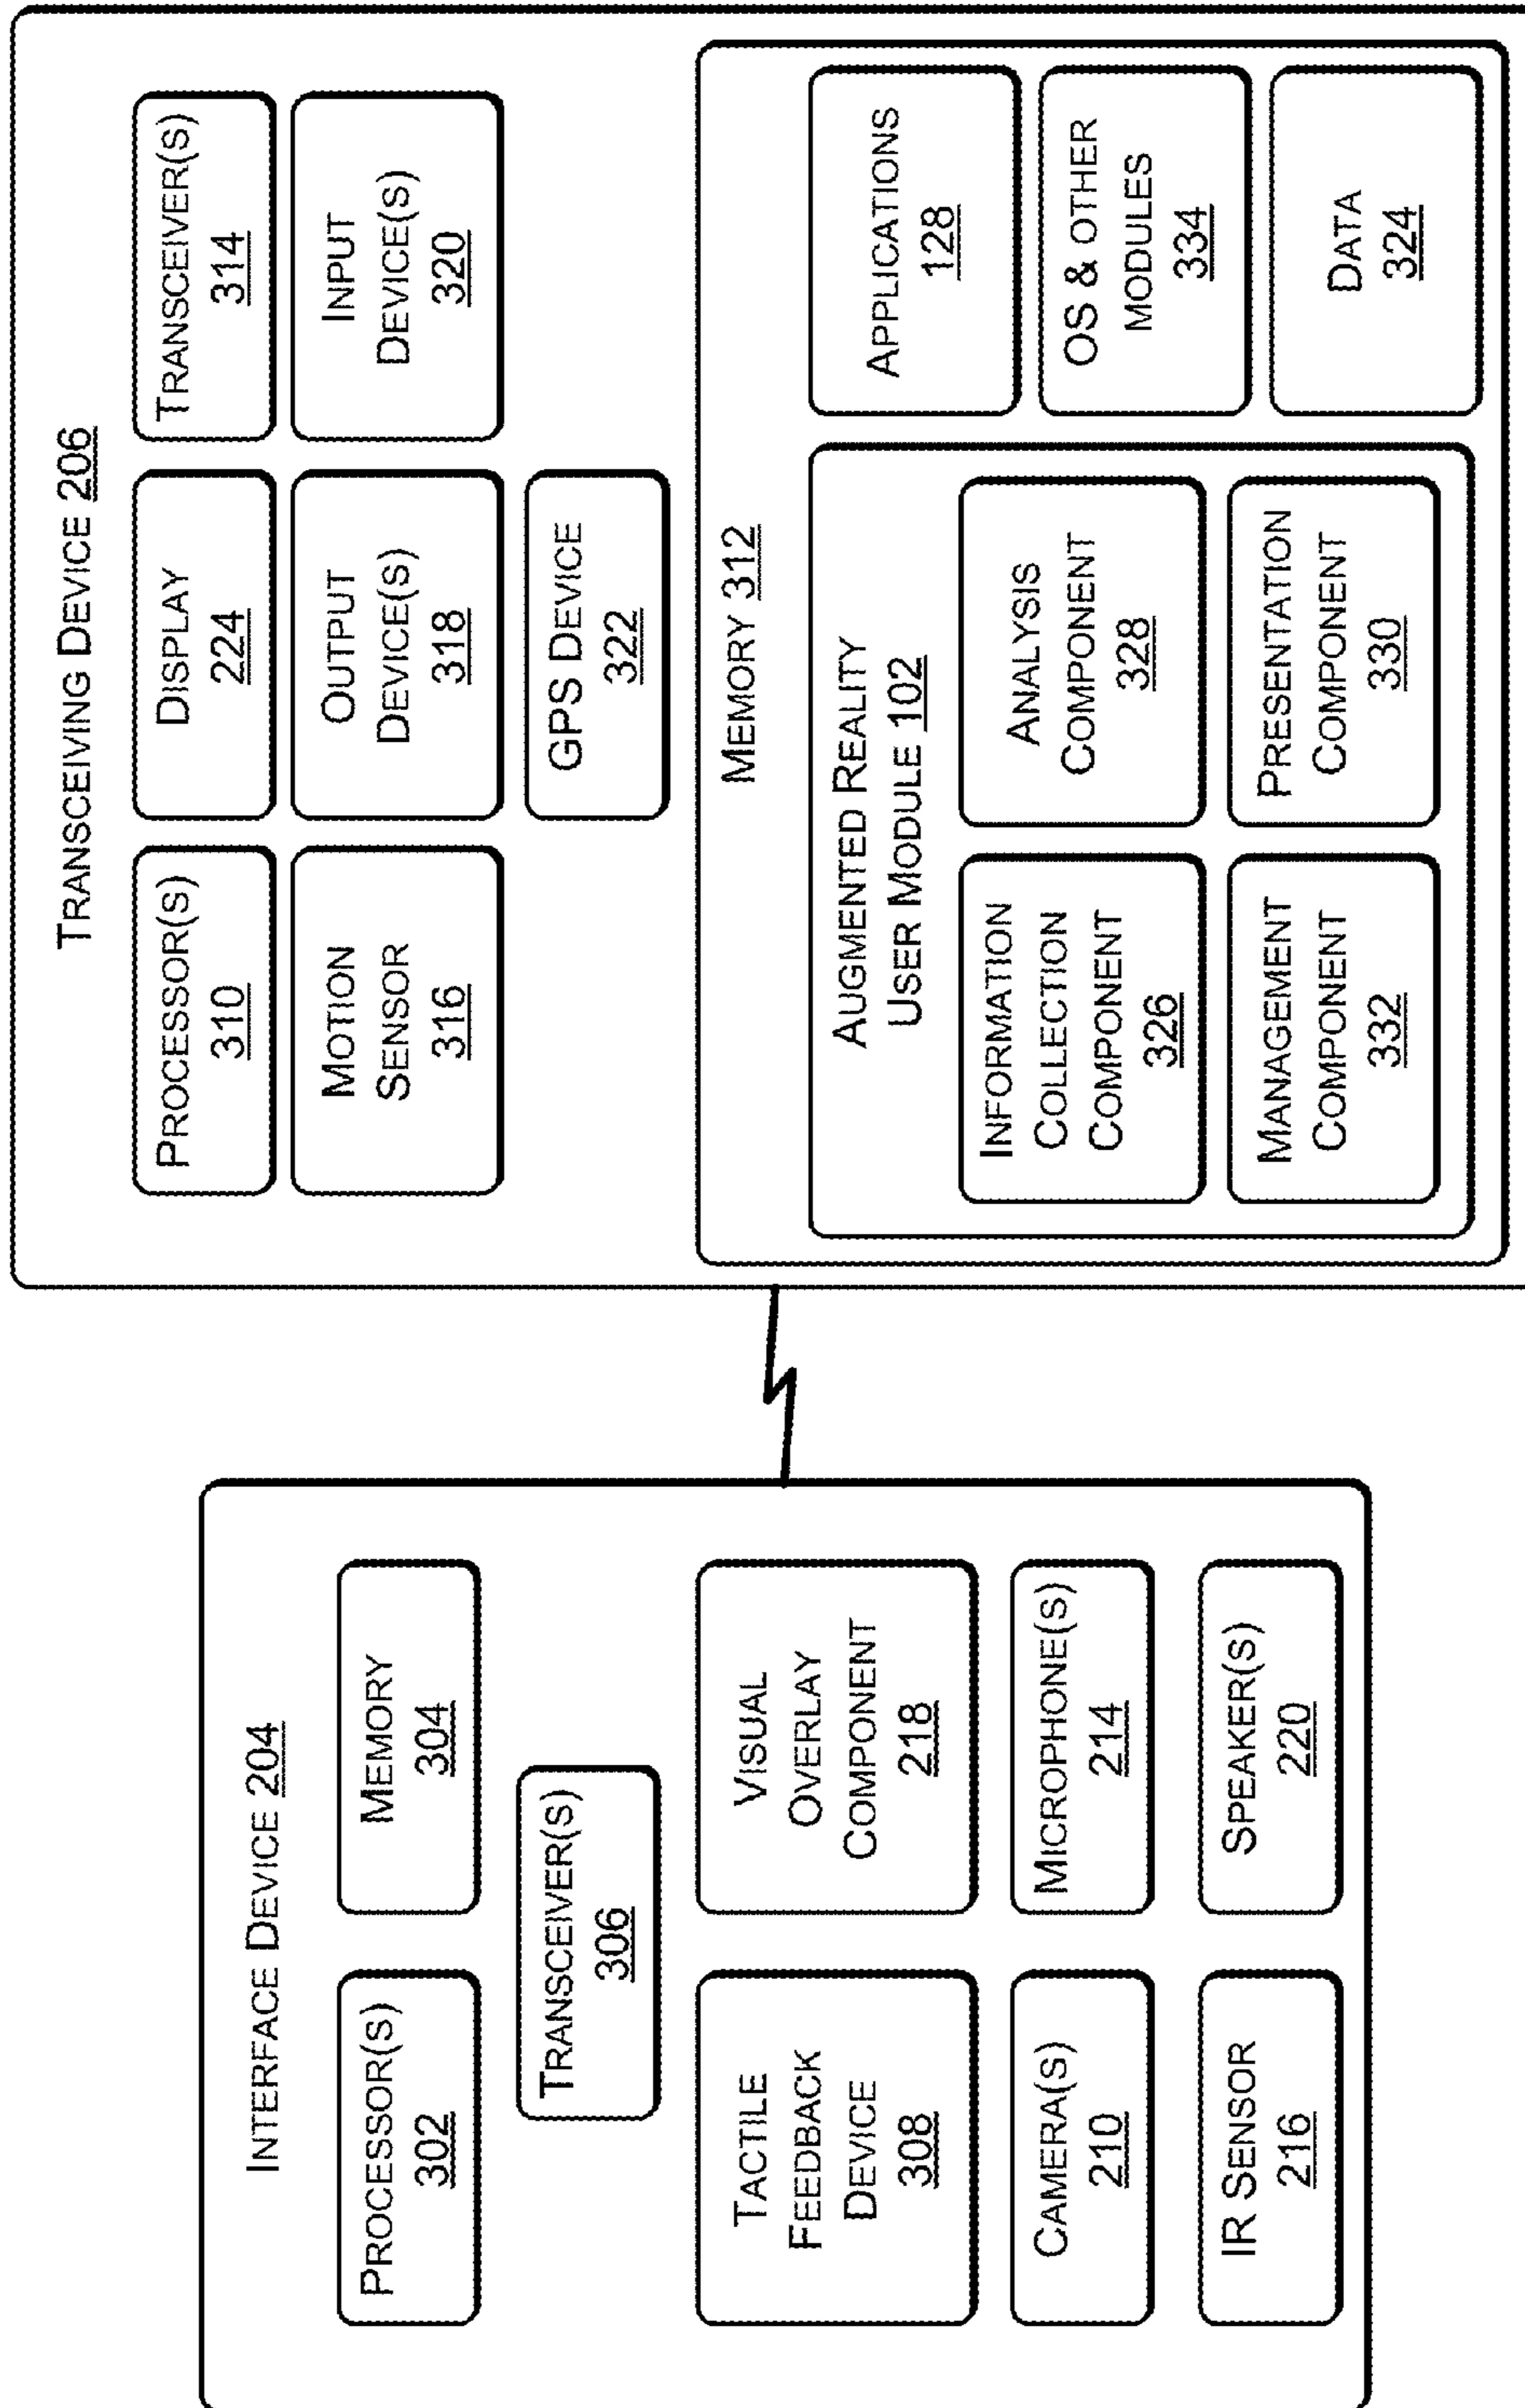 INTERFACE DEVICE 204
PROCESSOR(S)
302
MEMORY
304
TRANSCEIVER(S)
306
TACTILE
FEEDBACK
DEVICE
308
VISUAL
OVERLAY
COMPONENT
218
CAMERA(S)
210
MICROPHONE(S)
214
IR SENSOR
216
SPEAKER(S)
220
TRANSCEIVING DEVICE 206
PROCESSOR(S)
310
DISPLAY
224
TRANSCEIVER(S)
314
MOTION
SENSOR
316
OUTPUT
DEVICE(S)
318
INPUT
DEVICE(S)
320
GPS DEVICE
322
MEMORY 312
AUGMENTED REALITY
USER MODULE 102
INFORMATION
COLLECTION
COMPONENT
326
ANALYSIS
COMPONENT
328
MANAGEMENT
COMPONENT
332
PRESENTATION
COMPONENT
330
APPLICATIONS
128
OS & OTHER
MODULES
334
DATA
324